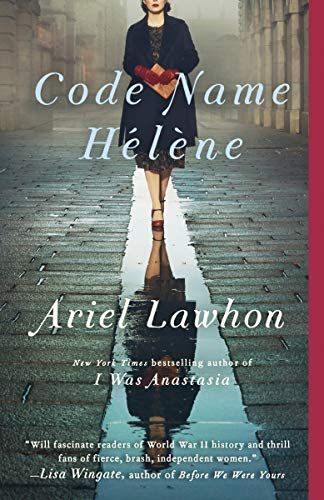 Code Name
Hélène
Ariel Lawhon
New York Times bestselling author of
I Was Anastasia
"Will fascinate readers of World War II history and thrill
fans of fierce, brash, independent women."
—Lisa Wingate, author of Before We Were Yours